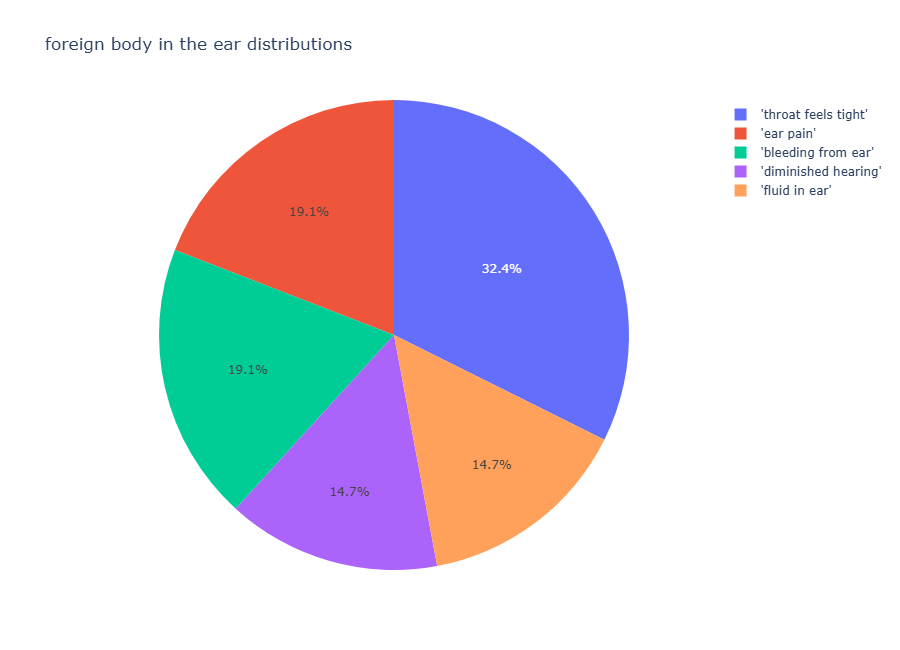 foreign body in the ear distributions
'throat feels tight'
'ear pain'
'bleeding from ear'
'diminished hearing'
'fluid in ear'
19.1%
32.4%
19.1%
14.7%
14.7%